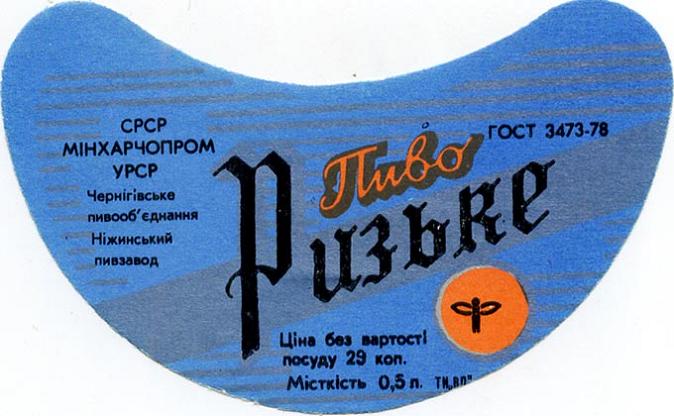 СРСР
МІНХАРЧОПРОМ
УРСР
Чернігівське
пивооб'єднання
Ніжинський
пивзавод
Пиво
Ризьке
ГОСТ 3473-78
Ціна без вартості
посуду 29 коп.
Місткість 0,5 л.